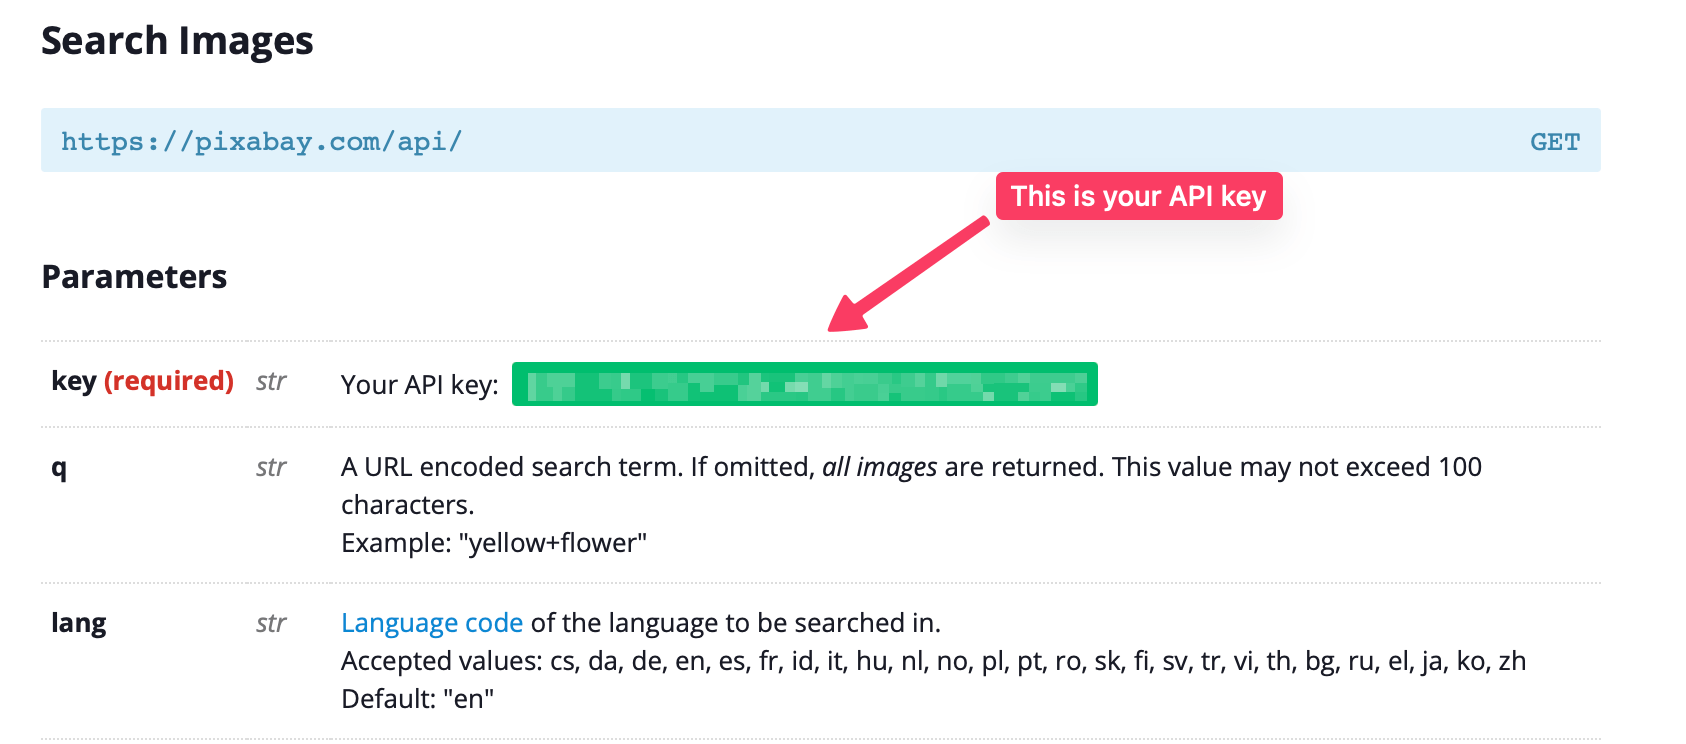 Search Images
https://pixabay.com/api/ GET
This is your API key
Parameters
key (required) str Your API key:
q str A URL encoded search term. If omitted, all images are returned. This value may not exceed 100
characters.
Example: "yellow+flower"
lang str Language code of the language to be searched in.
Accepted values: cs, da, de, en, es, fr, id, it, hu, nl, no, pl, pt, ro, sk, fi, sv, tr, vi, th, bg, ru, el, ja, ko, zh
Default: "en"